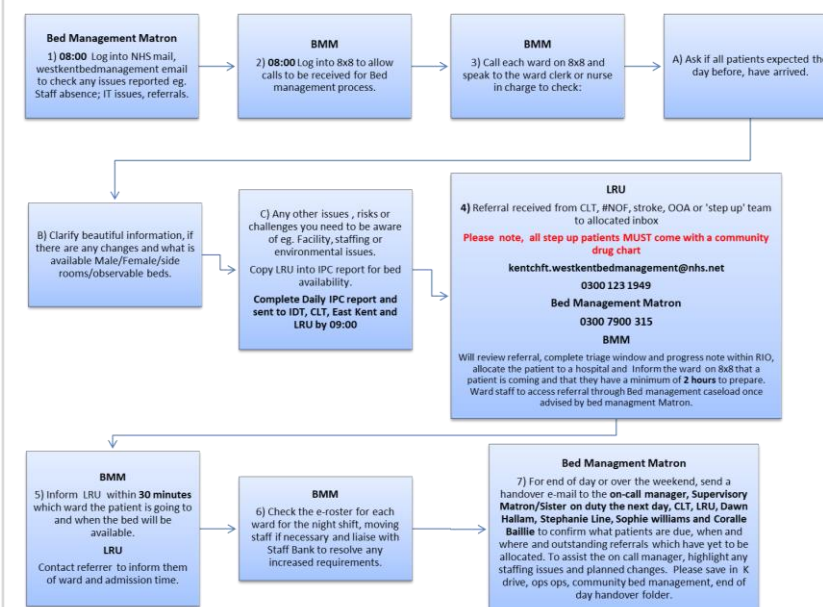 Bed Management Matron
1) 08:00 Log into NHS mail,
westkentbedmanagement email
to check any issues reported eg.
Staff absence; IT issues, referrals.
BMM
2) 08:00 Log into 8x8 to allow
calls to be received for Bed
management process.
BMM
3) Call each ward on 8x8 and
speak to the ward clerk or nurse
in charge to check:
A) Ask if all patients expected the
day before, have arrived.
B) Clarify beautiful information, if
there are any changes and what is
available Male/Female/side
rooms/observable beds.
C) Any other issues , risks or
challenges you need to be aware
of eg. Facility, staffing or
environmental issues.
Copy LRU into IPC report for bed
availability.
Complete Daily IPC report and
sent to IDT, CLT, East Kent and
LRU by 09:00
LRU
4) Referral received from CLT, #NOF, stroke, OOA or 'step up' team
to allocated inbox
Please note, all step up patients MUST come with a community
drug chart
kentchft.westkentbedmanagement@nhs.net
0300 123 1949
Bed Management Matron
0300 7900 315
BMM
Will review referral, complete triage window and progress note within RIO,
allocate the patient to a hospital and Inform the ward on 8x8 that a
patient is coming and that they have a minimum of 2 hours to prepare.
Ward staff to access referral through Bed management caseload once
advised by bed managment Matron.
BMM
5) Inform LRU within 30 minutes
which ward the patient is going to
and when the bed will be
available.
LRU
Contact referrer to inform them
of ward and admission time.
BMM
6) Check the e-roster for each
ward for the night shift, moving
staff if necessary and liaise with
Staff Bank to resolve any
increased requirements.
Bed Managment Matron
7) For end of day or over the weekend, send a
handover e-mail to the on-call manager, Supervisory
Matron/Sister on duty the next day, CLT, LRU, Dawn
Hallam, Stephanie Line, Sophie williams and Coralle
Baillie to confirm what patients are due, when and
where and outstanding referrals which have yet to be
allocated. To assist the on call manager, highlight any
staffing issues and planned changes. Please save in K
drive, ops ops, community bed management, end of
day handover folder.